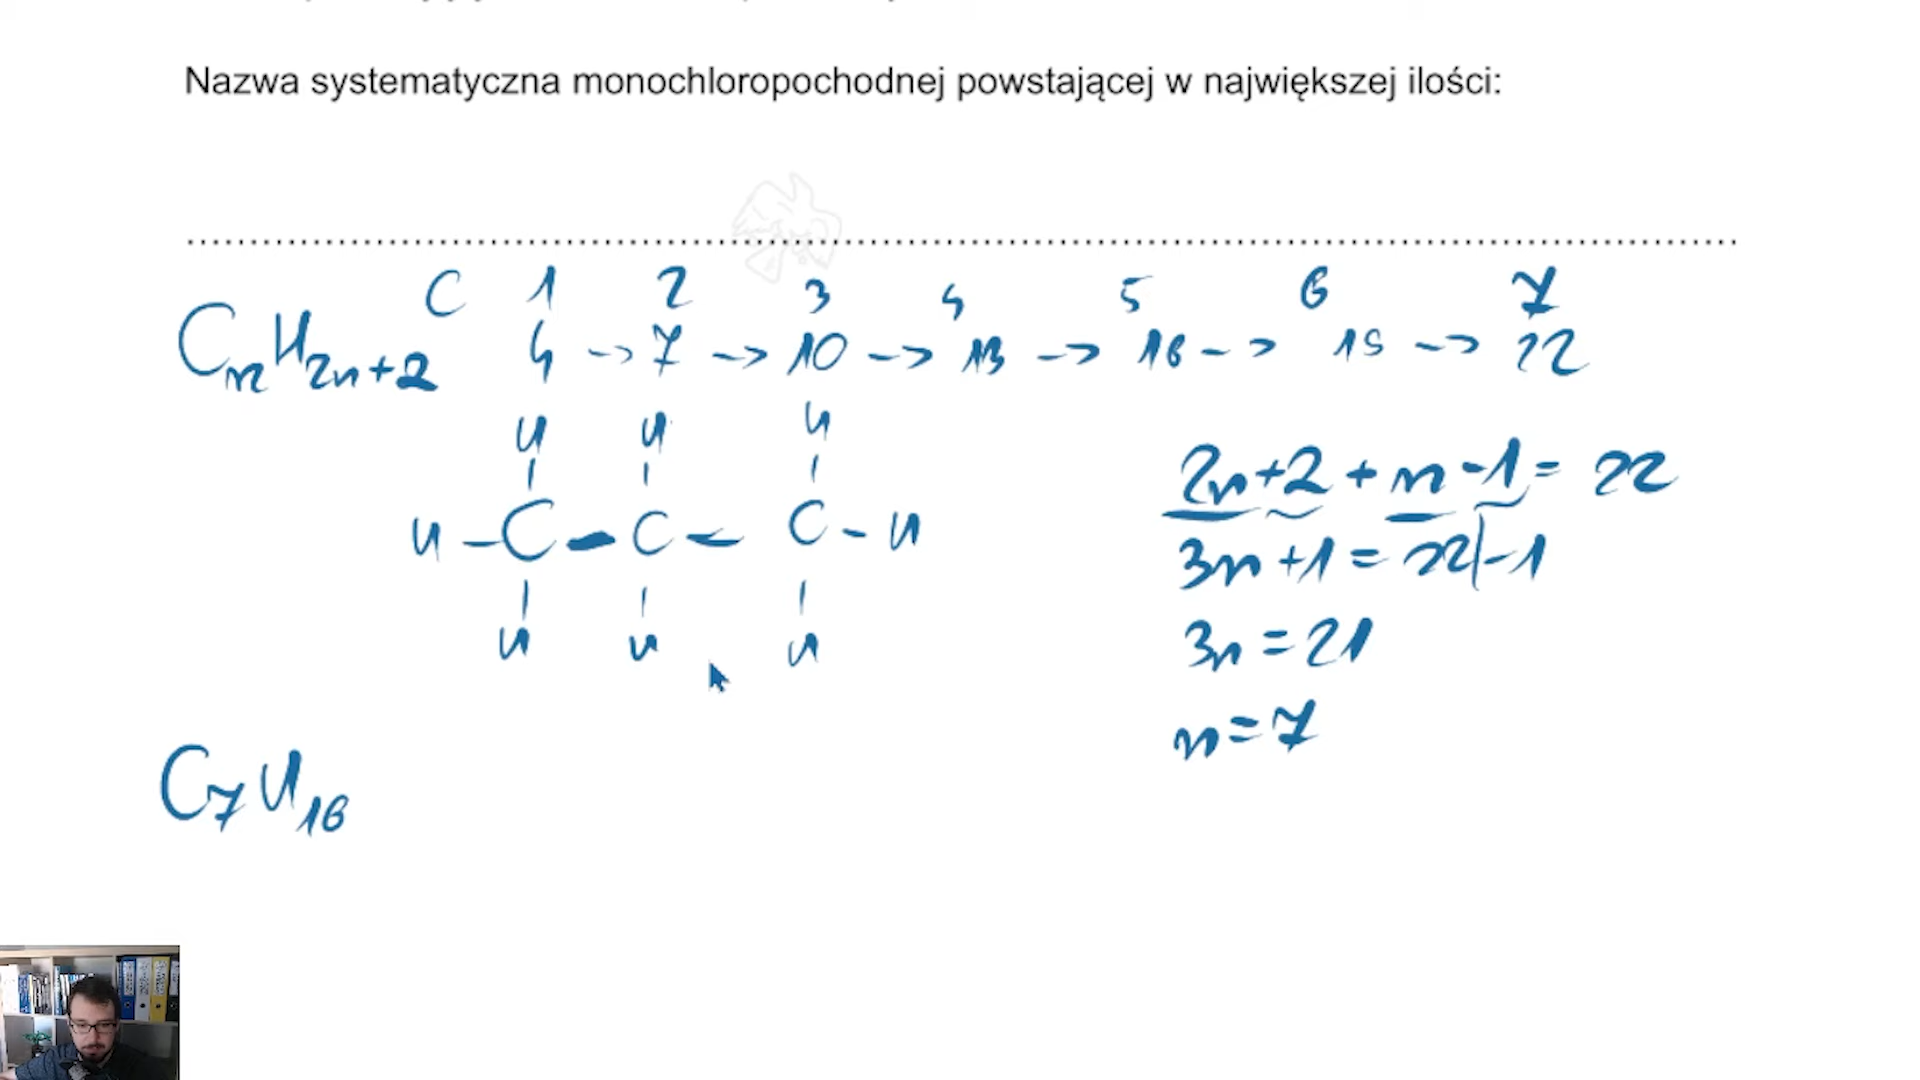 Nazwa systematyczna monochloropochodnej powstającej w największej ilości:
C 1 2 3 4 5 6 7
CnH2n+2 4 -> 7 -> 10 -> 13 -> 16 -> 19 -> 22
H H H
H - C - C - C - H
H H H
2n+2 + n-1 = 22
3n+1 = 22 |-1
3n = 21
n = 7
C7H16